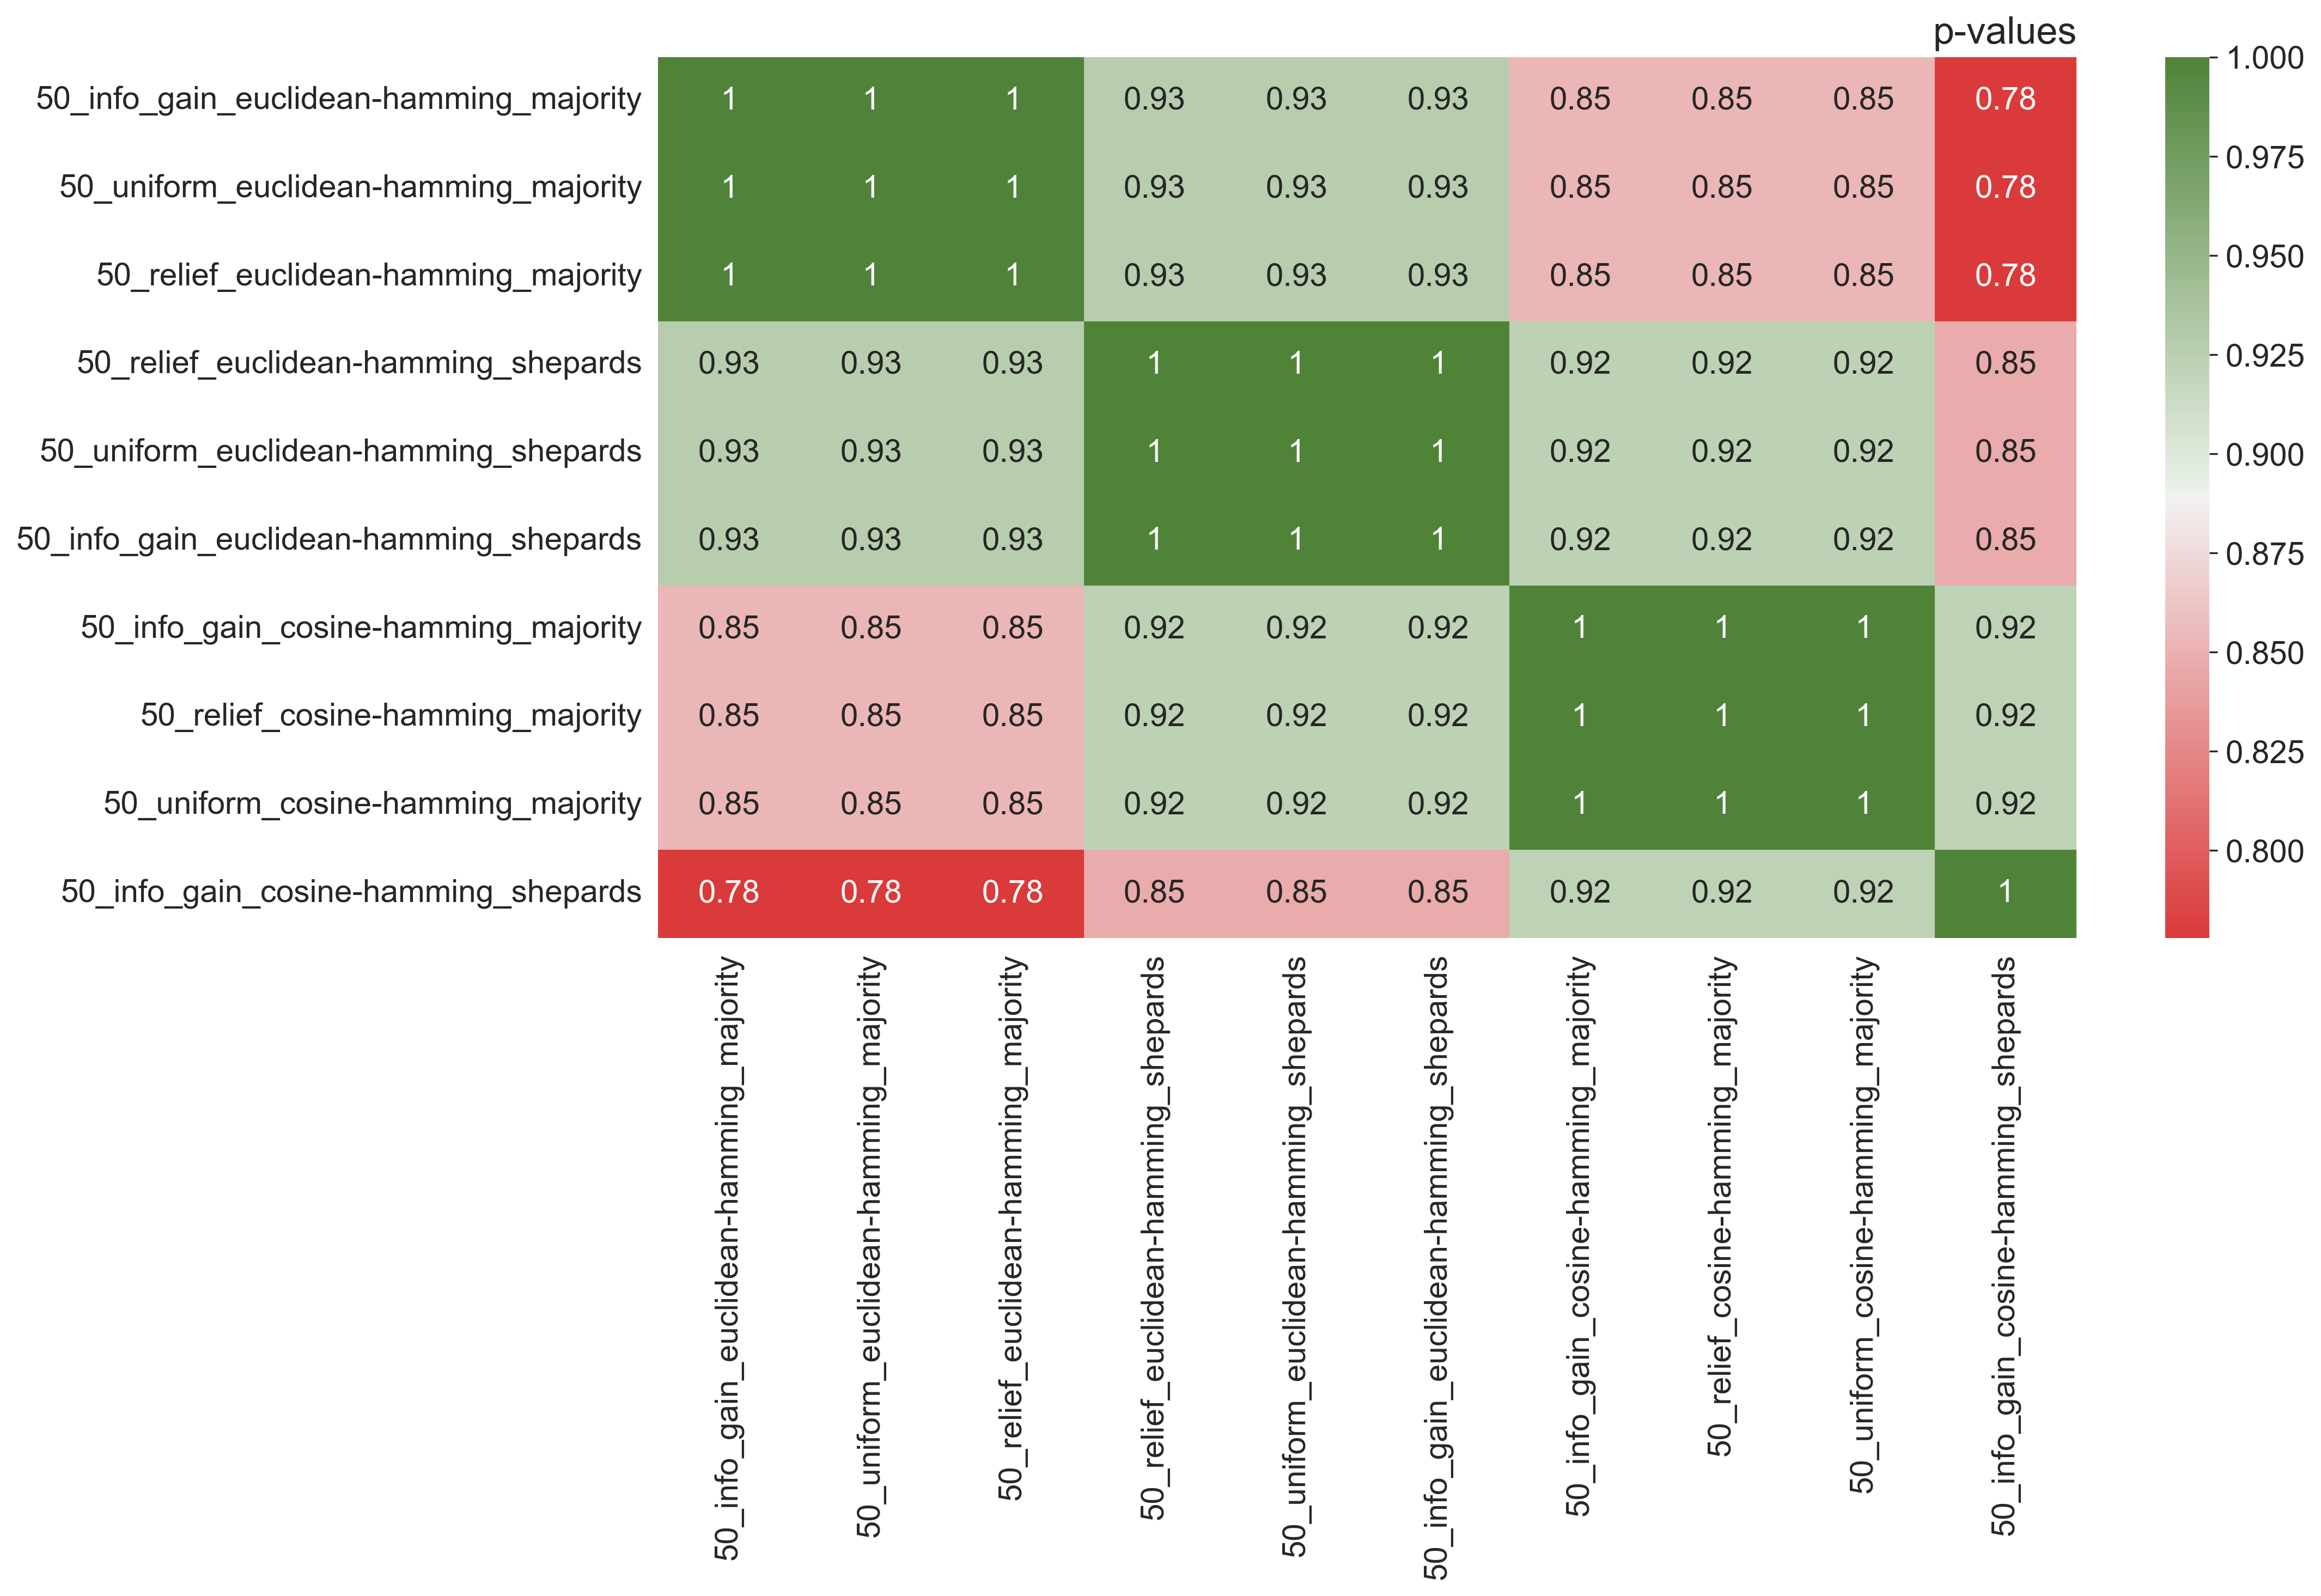 p-values
50_info_gain_euclidean-hamming_majority 1 1 1 0.93 0.93 0.93 0.85 0.85 0.85 0.78
50_uniform_euclidean-hamming_majority 1 1 1 0.93 0.93 0.93 0.85 0.85 0.85 0.78
50_relief_euclidean-hamming_majority 1 1 1 0.93 0.93 0.93 0.85 0.85 0.85 0.78
50_relief_euclidean-hamming_shepards 0.93 0.93 0.93 1 1 1 0.92 0.92 0.92 0.85
50_uniform_euclidean-hamming_shepards 0.93 0.93 0.93 1 1 1 0.92 0.92 0.92 0.85
50_info_gain_euclidean-hamming_shepards 0.93 0.93 0.93 1 1 1 0.92 0.92 0.92 0.85
50_info_gain_cosine-hamming_majority 0.85 0.85 0.85 0.92 0.92 0.92 1 1 1 0.92
50_relief_cosine-hamming_majority 0.85 0.85 0.85 0.92 0.92 0.92 1 1 1 0.92
50_uniform_cosine-hamming_majority 0.85 0.85 0.85 0.92 0.92 0.92 1 1 1 0.92
50_info_gain_cosine-hamming_shepards 0.78 0.78 0.78 0.85 0.85 0.85 0.92 0.92 0.92 1
50_info_gain_euclidean-hamming_majority
50_uniform_euclidean-hamming_majority
50_relief_euclidean-hamming_majority
50_relief_euclidean-hamming_shepards
50_uniform_euclidean-hamming_shepards
50_info_gain_euclidean-hamming_shepards
50_info_gain_cosine-hamming_majority
50_relief_cosine-hamming_majority
50_uniform_cosine-hamming_majority
50_info_gain_cosine-hamming_shepards
1.000
0.975
0.950
0.925
0.900
0.875
0.850
0.825
0.800